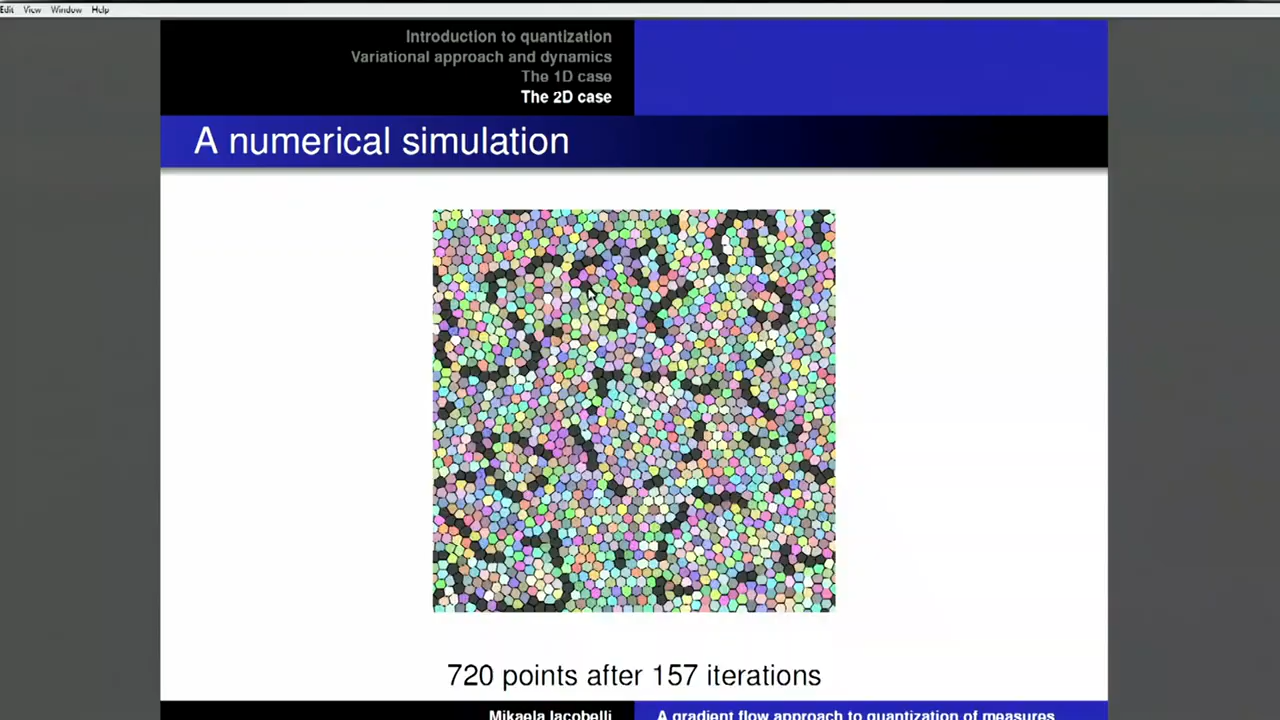 Edit View Window Help
Introduction to quantization
Variational approach and dynamics
The 1D case
The 2D case
A numerical simulation
720 points after 157 iterations
Mikaela Iacobelli
A gradient flow approach to quantization of measures